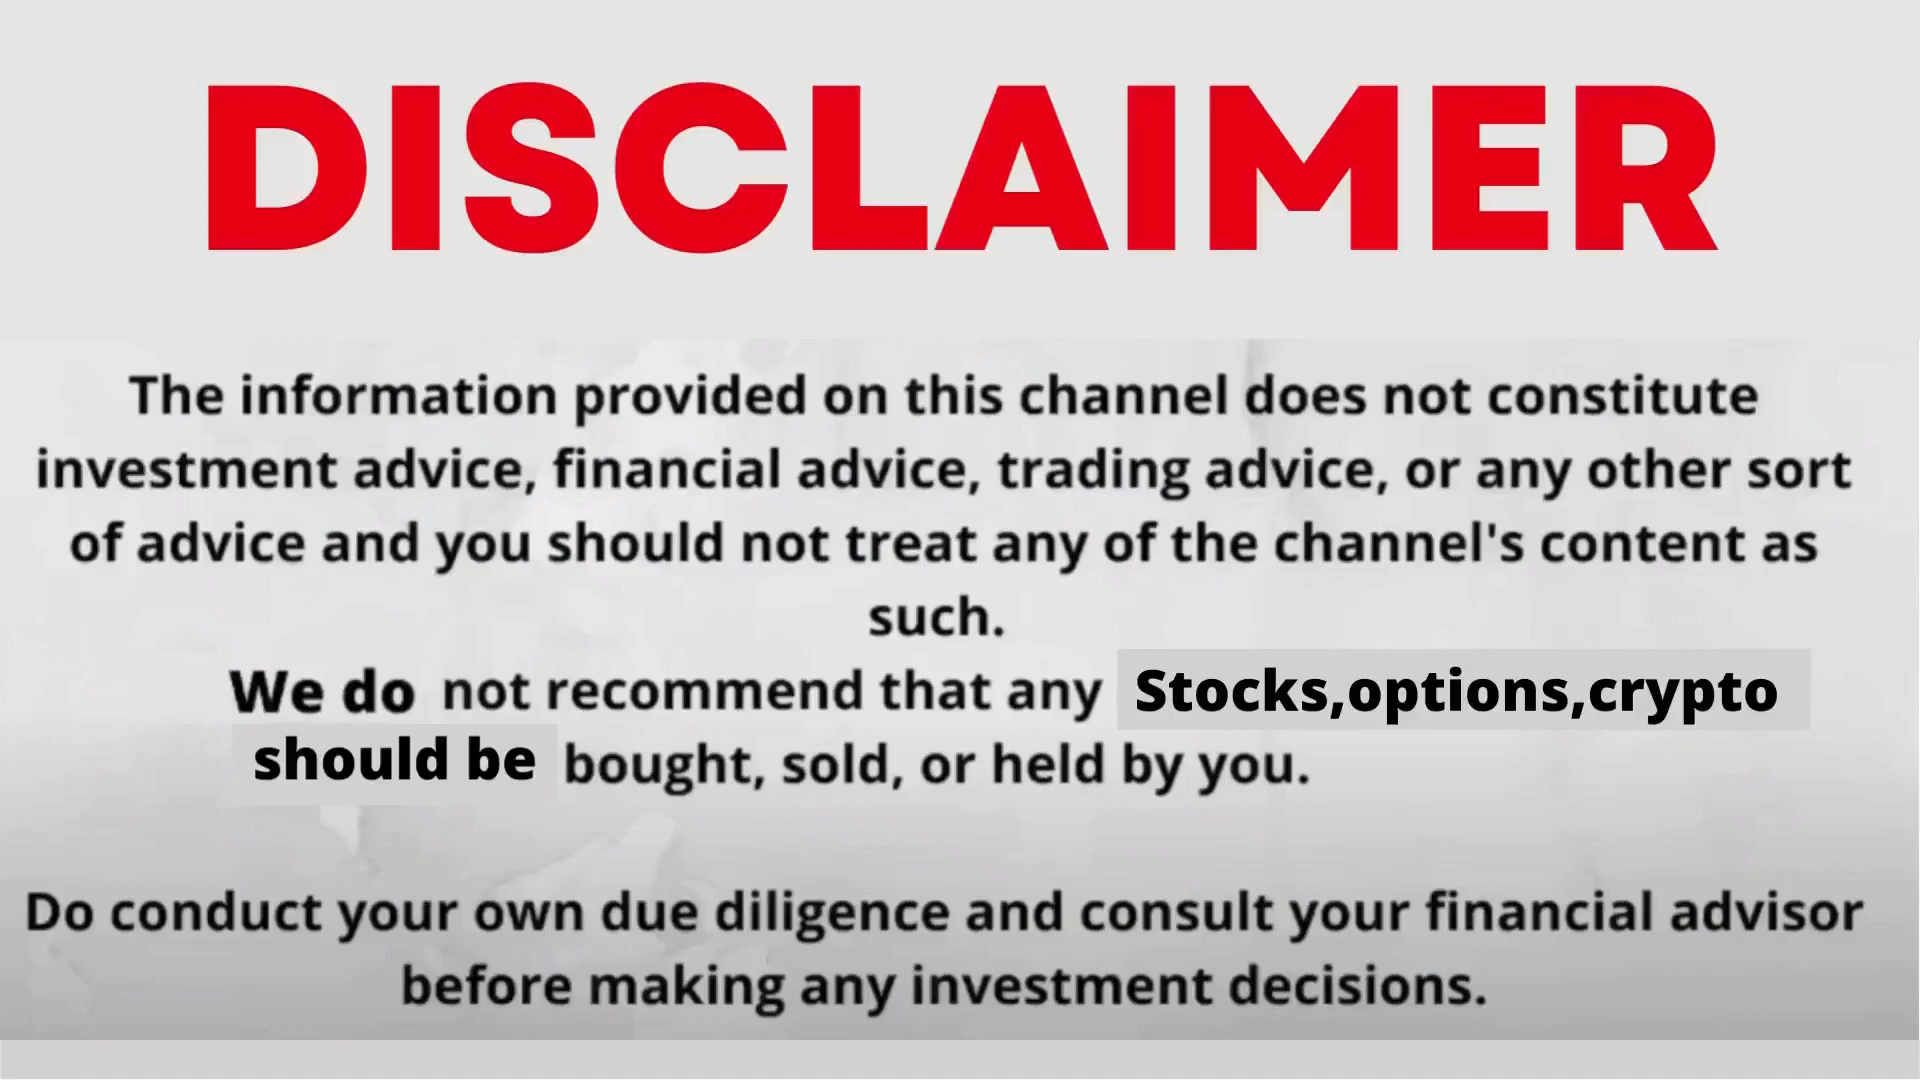 DISCLAIMER
The information provided on this channel does not constitute
investment advice, financial advice, trading advice, or any other sort
of advice and you should not treat any of the channel's content as
such.
We do not recommend that any Stocks,options,crypto
should be bought, sold, or held by you.
Do conduct your own due diligence and consult your financial advisor
before making any investment decisions.